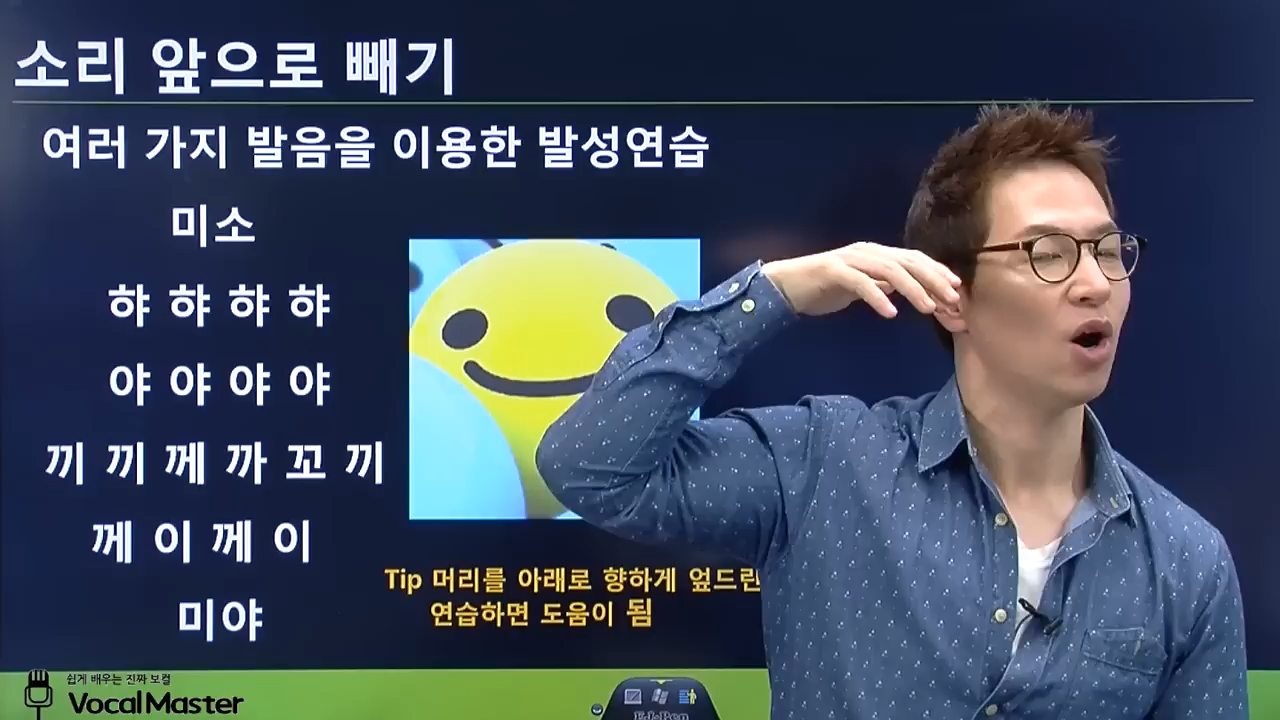 소리 앞으로 빼기
여러 가지 발음을 이용한 발성연습
미소
햐 햐 햐 햐
야 야 야 야
끼 끼 께 까 꼬 끼
께 이 께 이
미야
Tip 머리를 아래로 향하게 엎드린
연습하면 도움이 됨
쉽게 배우는 진짜 보컬
VocalMaster